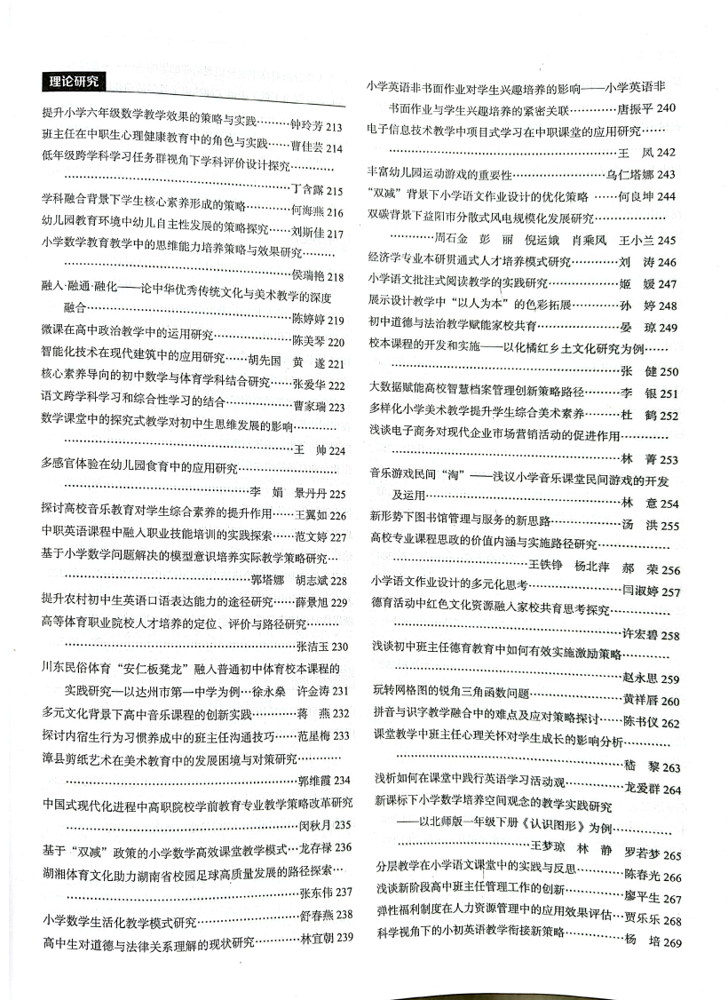 理论研究
提升小学六年级数学教学效果的策略与实践………钟玲芳 213
班主任在中职生心理健康教育中的角色与实践……曹佳芸 214
低年级跨学科学习任务群视角下学科评价设计探究…………
……………………………………………………丁含露 215
学科融合背景下学生核心素养形成的策略…………何海燕 216
幼儿园教育环境中幼儿自主性发展的策略探究……刘斯佳 217
小学数学教育教学中的思维能力培养策略与效果研究………
……………………………………………………侯瑞艳 218
融入·融通·融化——论中华优秀传统文化与美术教学的深度
融合…………………………………………………陈婷婷 219
微课在高中政治教学中的运用研究…………………陈美琴 220
智能化技术在现代建筑中的应用研究……胡先国 黄 遂 221
核心素养导向的初中数学与体育学科结合研究……张爱华 222
语文跨学科学习和综合性学习的结合………………曹家瑞 223
数学课堂中的探究式教学对初中生思维发展的影响…………
……………………………………………………王 帅 224
多感官体验在幼儿园食育中的应用研究………………………
…………………………………………李 娟 景丹丹 225
探讨高校音乐教育对学生综合素养的提升作用……王翼如 226
中职英语课程中融入职业技能培训的实践探索……范文婷 227
基于小学数学问题解决的模型意识培养实际教学策略研究…
…………………………………………郭塔娜 胡志斌 228
提升农村初中生英语口语表达能力的途径研究……薛景旭 229
高等体育职业院校人才培养的定位、评价与路径研究………
……………………………………………………张洁玉 230
川东民俗体育“安仁板凳龙”融入普通初中体育校本课程的
实践研究—以达州市第一中学为例…徐永燊 许金涛 231
多元文化背景下高中音乐课程的创新实践…………蒋 燕 232
探讨内宿生行为习惯养成中的班主任沟通技巧……范星梅 233
漳县剪纸艺术在美术教育中的发展困境与对策研究…………
……………………………………………………郭维霞 234
中国式现代化进程中高职院校学前教育专业教学策略改革研究
……………………………………………………闵秋月 235
基于“双减”政策的小学数学高效课堂教学模式…龙存禄 236
湖湘体育文化助力湖南省校园足球高质量发展的路径探索…
……………………………………………………张东伟 237
小学数学生活化教学模式研究………………………舒春燕 238
高中生对道德与法律关系理解的现状研究…………林宜朝 239
小学英语非书面作业对学生兴趣培养的影响——小学英语非
书面作业与学生兴趣培养的紧密关联…………唐振平 240
电子信息技术教学中项目式学习在中职课堂的应用研究……
……………………………………………………王 凤 242
丰富幼儿园运动游戏的重要性………………………乌仁塔娜 243
“双减”背景下小学语文作业设计的优化策略 ……何良坤 244
双碳背景下益阳市分散式风电规模化发展研究………………
…………周石金 彭 丽 倪运娥 肖乘风 王小兰 245
经济学专业本研贯通式人才培养模式研究…………刘 涛 246
小学语文批注式阅读教学的实践研究………………姬 媛 247
展示设计教学中“以人为本”的色彩拓展…………孙 婷 248
初中道德与法治教学赋能家校共育…………………晏 琼 249
校本课程的开发和实施——以化橘红乡土文化研究为例……
……………………………………………………张 健 250
大数据赋能高校智慧档案管理创新策略路径………李 银 251
多样化小学美术教学提升学生综合美术素养………杜 鹤 252
浅谈电子商务对现代企业市场营销活动的促进作用…………
……………………………………………………林 菁 253
音乐游戏民间“淘”——浅议小学音乐课堂民间游戏的开发
及运用………………………………………………林 意 254
新形势下图书馆管理与服务的新思路………………汤 洪 255
高校专业课程思政的价值内涵与实施路径研究………………
……………………………………王铁铮 杨北萍 郝 荣 256
小学语文作业设计的多元化思考……………………闫淑婷 257
德育活动中红色文化资源融入家校共育思考探究……………
……………………………………………………许宏碧 258
浅谈初中班主任德育教育中如何有效实施激励策略…………
……………………………………………………赵永思 259
玩转网格图的锐角三角函数问题……………………黄祥唇 260
拼音与识字教学融合中的难点及应对策略探讨……陈书仪 262
课堂教学中班主任心理关怀对学生成长的影响分析…………
……………………………………………………嵇 黎 263
浅析如何在课堂中践行英语学习活动观……………龙爱群 264
新课标下小学数学培养空间观念的教学实践研究
——以北师版一年级下册《认识图形》为例……………
……………………………………王梦琼 林 静 罗若梦 265
分层教学在小学语文课堂中的实践与反思…………陈春光 266
浅谈新阶段高中班主任管理工作的创新……………廖平生 267
弹性福利制度在人力资源管理中的应用效果评估…贾乐乐 268
科学视角下的小初英语教学衔接新策略……………杨 培 269